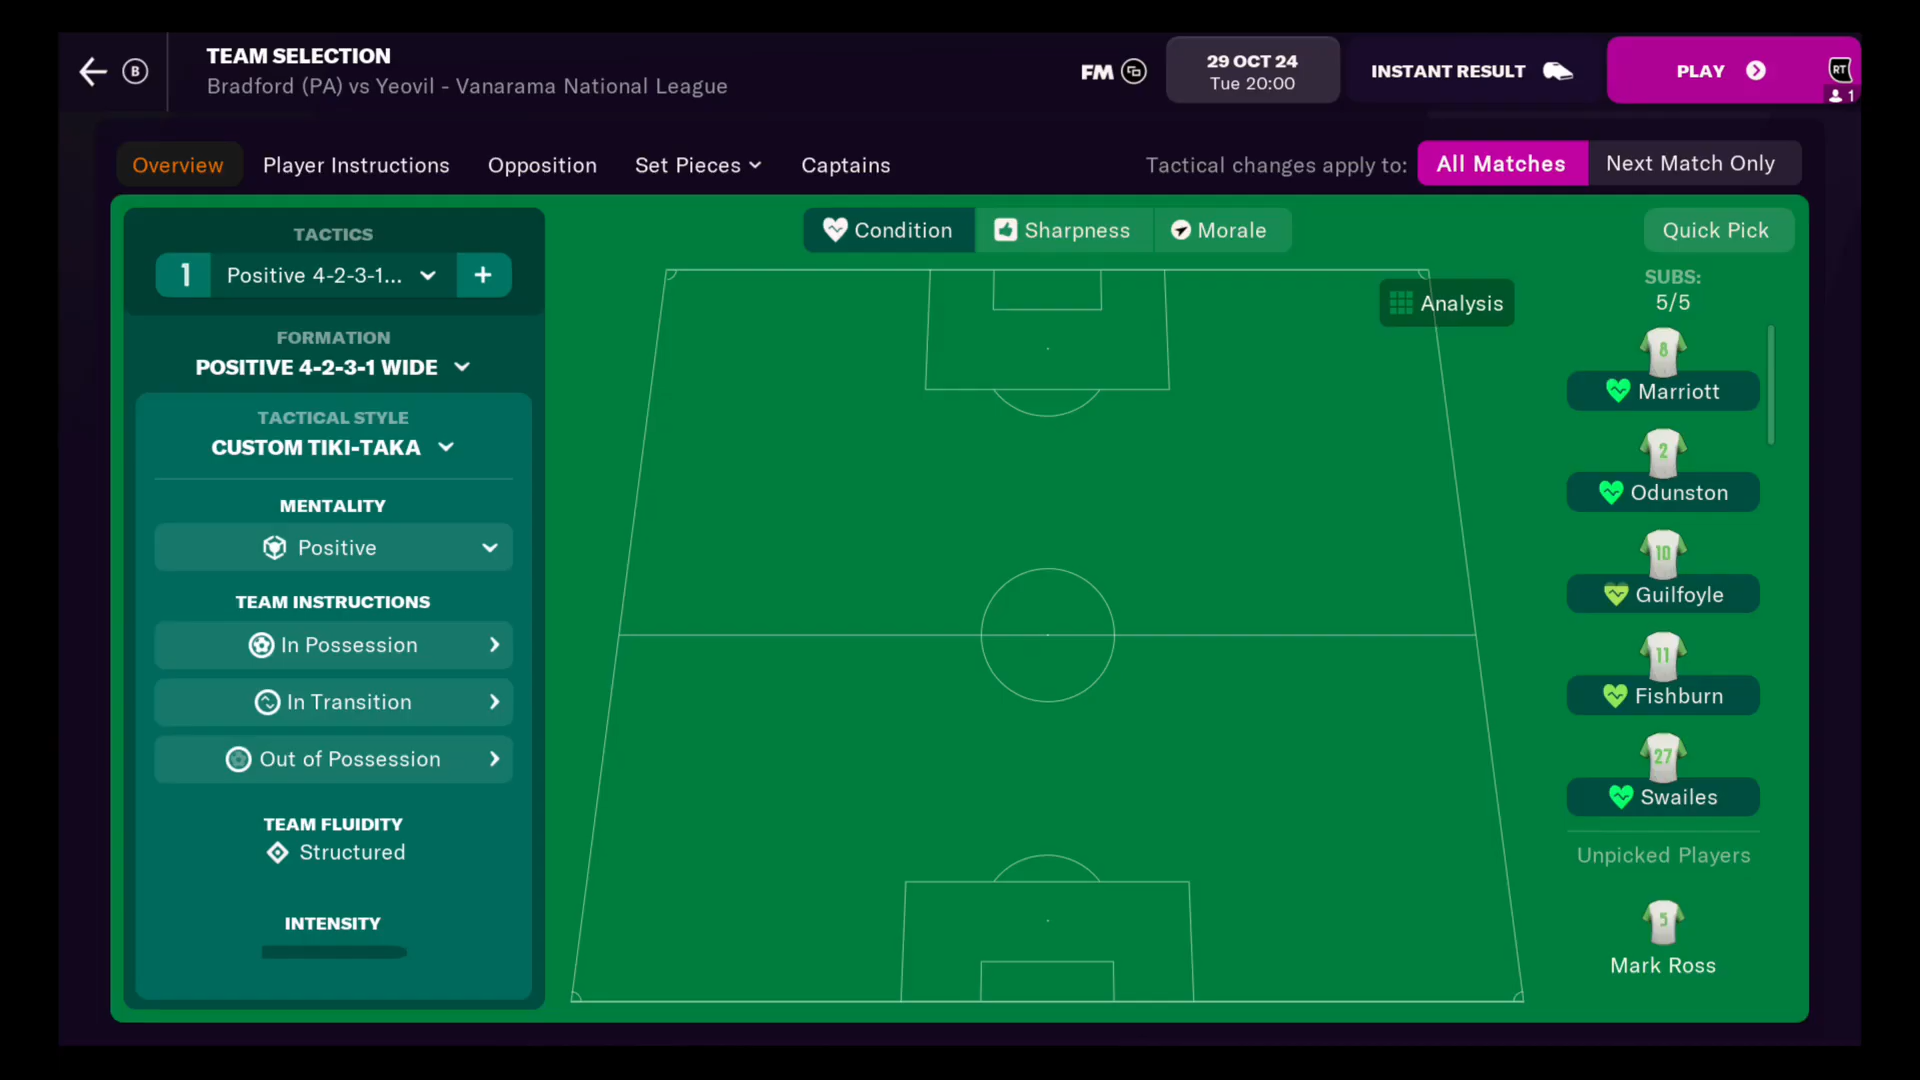 B
TEAM SELECTION
Bradford (PA) vs Yeovil - Vanarama National League
FM
29 OCT 24
Tue 20:00
INSTANT RESULT
PLAY
RT
1
Overview
Player Instructions
Opposition
Set Pieces
Captains
Tactical changes apply to:
All Matches
Next Match Only
TACTICS
1
Positive 4-2-3-1...
+
FORMATION
POSITIVE 4-2-3-1 WIDE
TACTICAL STYLE
CUSTOM TIKI-TAKA
MENTALITY
Positive
TEAM INSTRUCTIONS
In Possession
In Transition
Out of Possession
TEAM FLUIDITY
Structured
INTENSITY
Condition
Sharpness
Morale
Analysis
Quick Pick
SUBS:
5/5
8
Marriott
2
Odunston
10
Guilfoyle
11
Fishburn
27
Swailes
Unpicked Players
5
Mark Ross